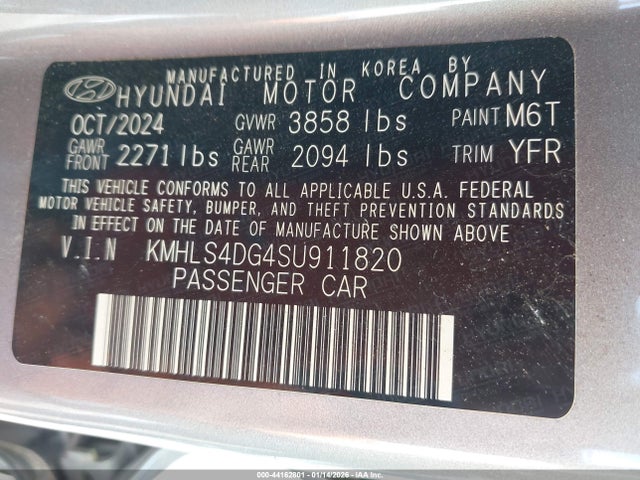 MANUFACTURED IN KOREA BY
HYUNDAI MOTOR COMPANY
OCT/2024 GVWR 3858 lbs PAINT M6T
GAWR FRONT 2271 lbs GAWR REAR 2094 lbs TRIM YFR
THIS VEHICLE CONFORMS TO ALL APPLICABLE U.S.A. FEDERAL
MOTOR VEHICLE SAFETY, BUMPER, AND THEFT PREVENTION STANDARDS
IN EFFECT ON THE DATE OF MANUFACTURE SHOWN ABOVE
V.I.N KMHLS4DG4SU911820
PASSENGER CAR
000-44162601 - 01/14/2026 - IAA Corp.